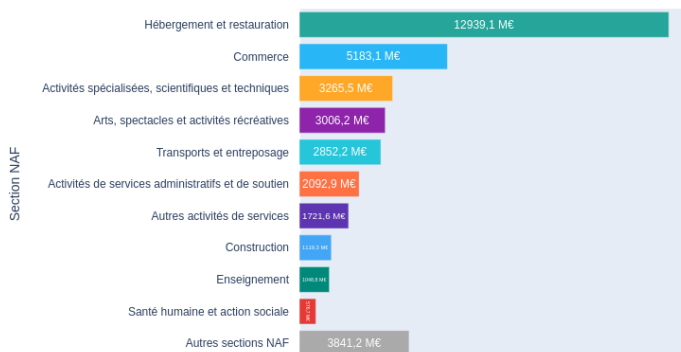 Hébergement et restauration 12939,1 M€
Commerce 5183,1 M€
Activités spécialisées, scientifiques et techniques 3265,5 M€
Arts, spectacles et activités récréatives 3006,2 M€
Transports et entreposage 2852,2 M€
Activités de services administratifs et de soutien 2092,9 M€
Autres activités de services 1721,6 M€
Construction M€
Enseignement M€
Santé humaine et action sociale M€
Autres sections NAF 3841,2 M€
Section NAF